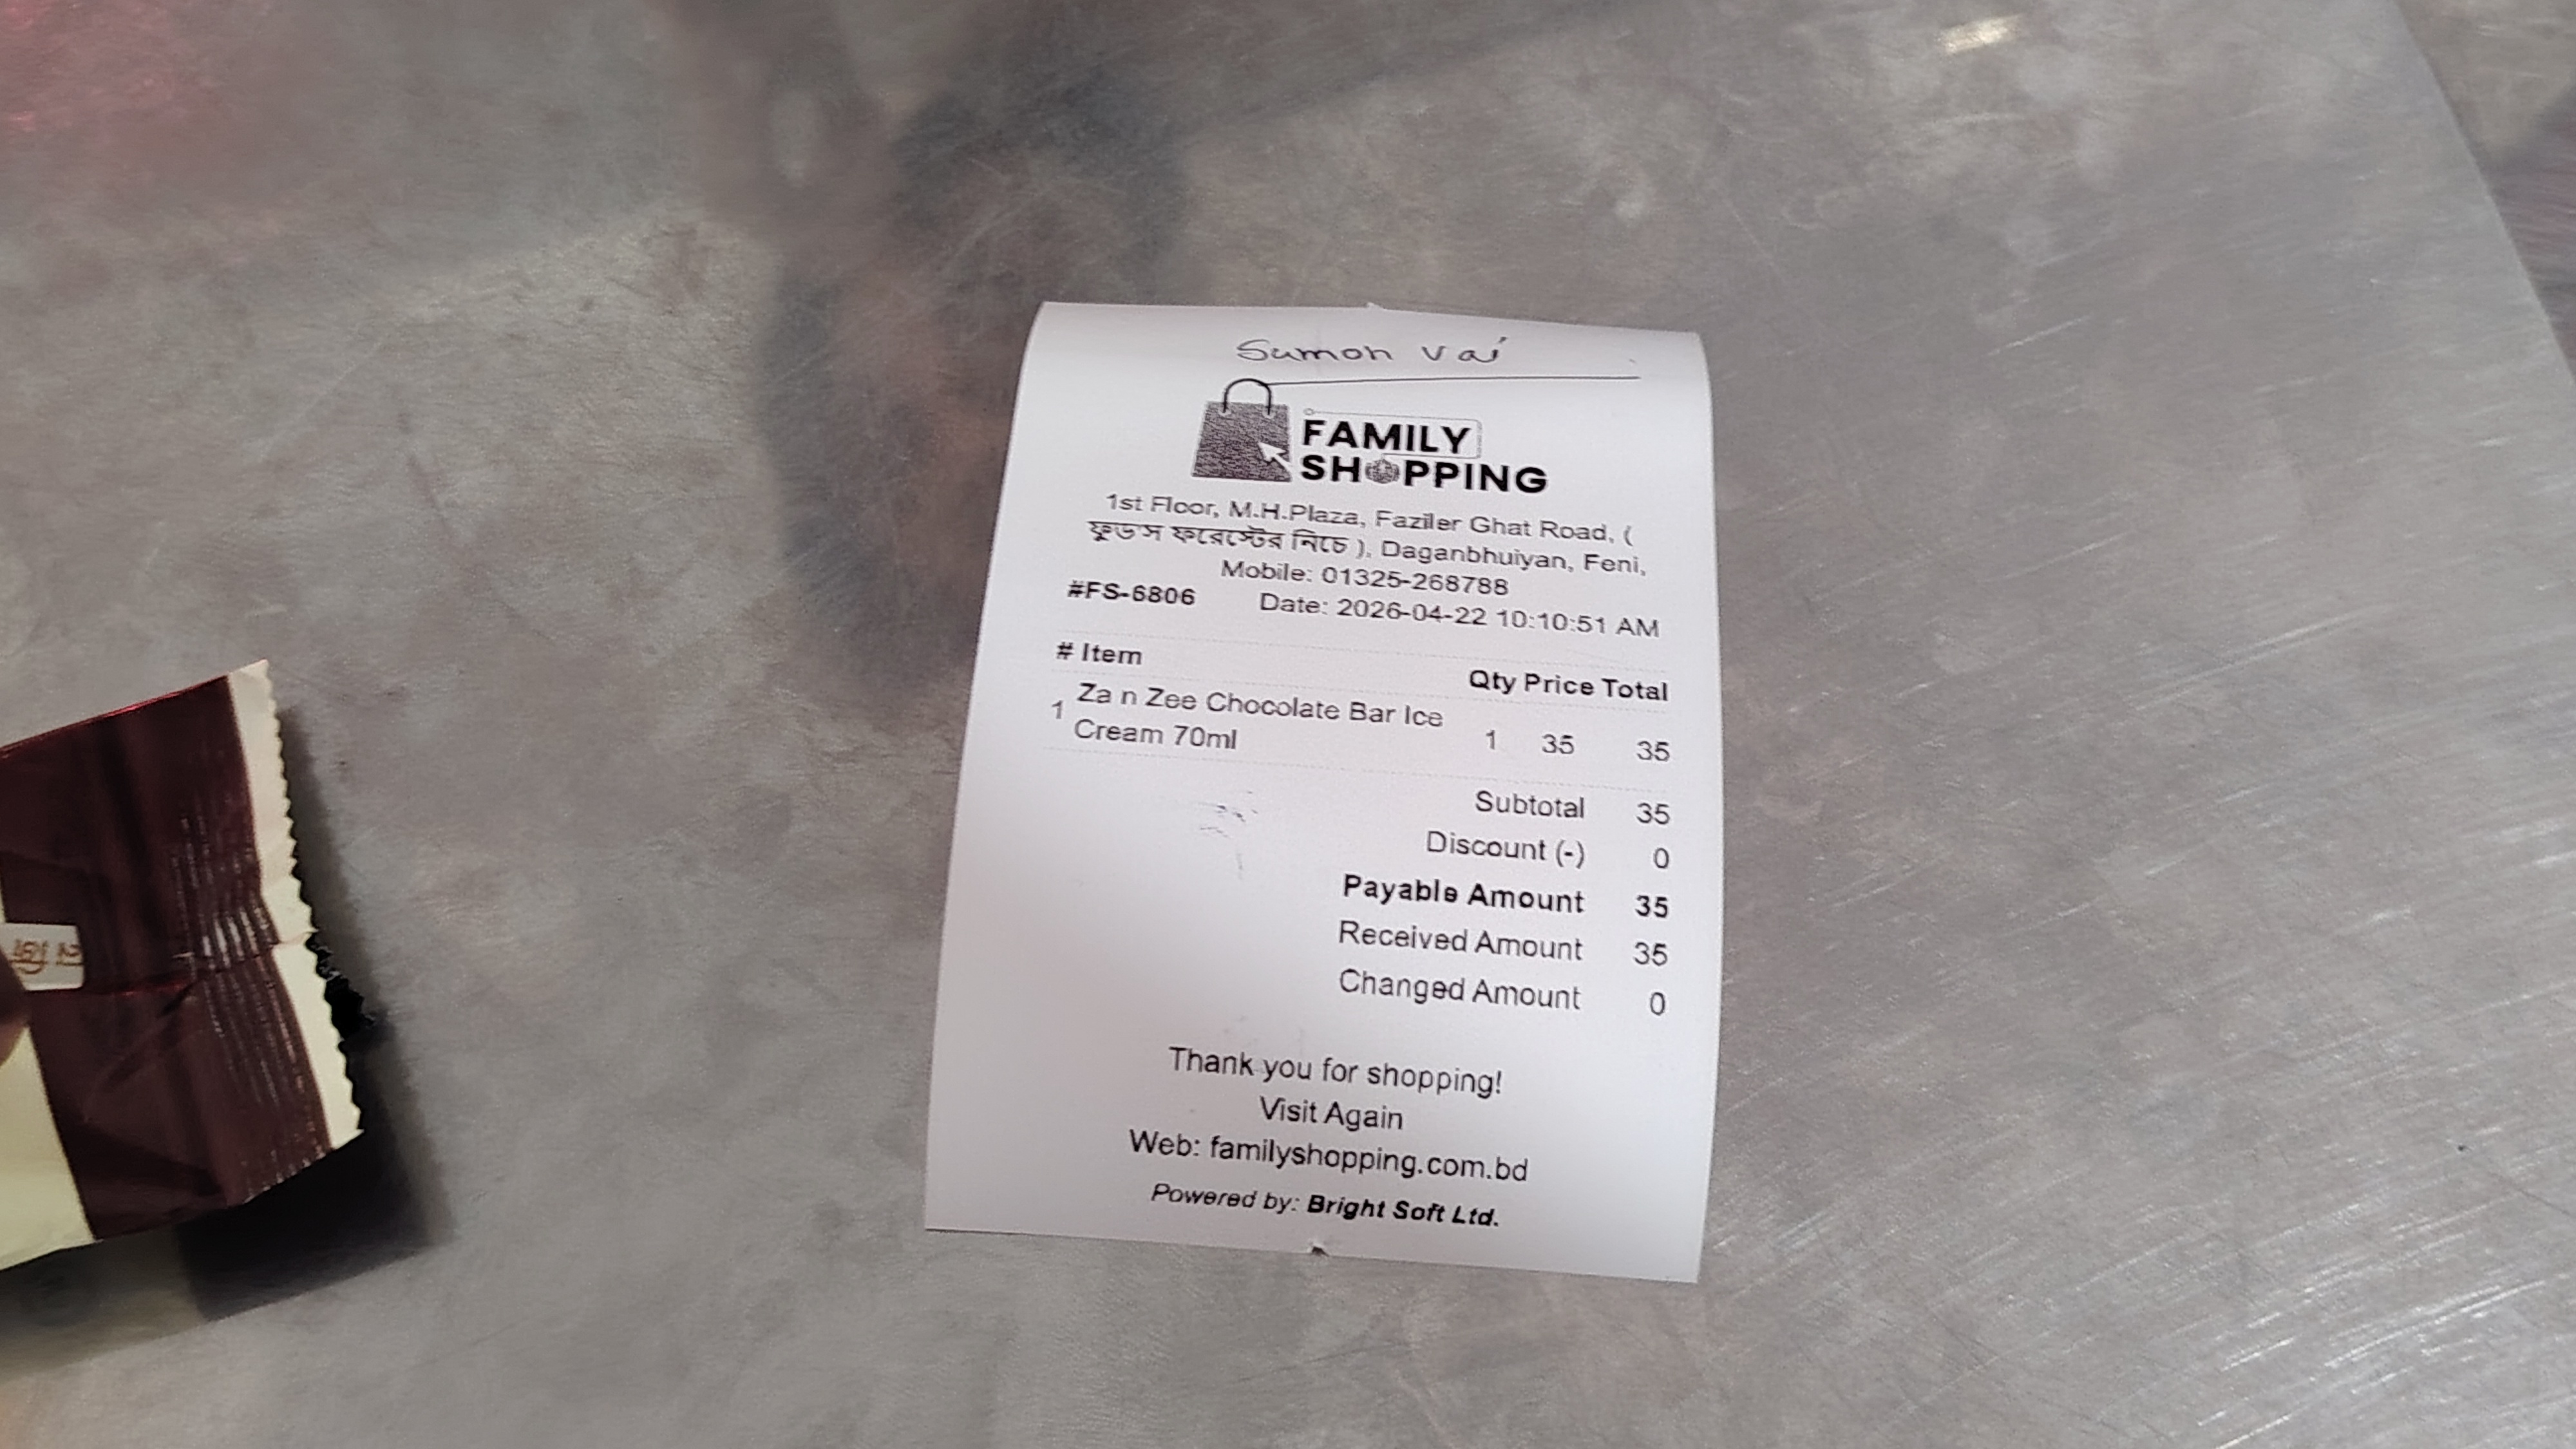 Sumon vai
FAMILY
SHOPPING
1st Floor, M.H.Plaza, Faziler Ghat Road, (
ফুড'স ফরেস্টের নিচে ), Daganbhuiyan, Feni,
Mobile: 01325-268788
#FS-6806 Date: 2026-04-22 10:10:51 AM
# Item Qty Price Total
1 Za n Zee Chocolate Bar Ice
Cream 70ml 1 35 35
Subtotal 35
Discount (-) 0
Payable Amount 35
Received Amount 35
Changed Amount 0
Thank you for shopping!
Visit Again
Web: familyshopping.com.bd
Powered by: Bright Soft Ltd.